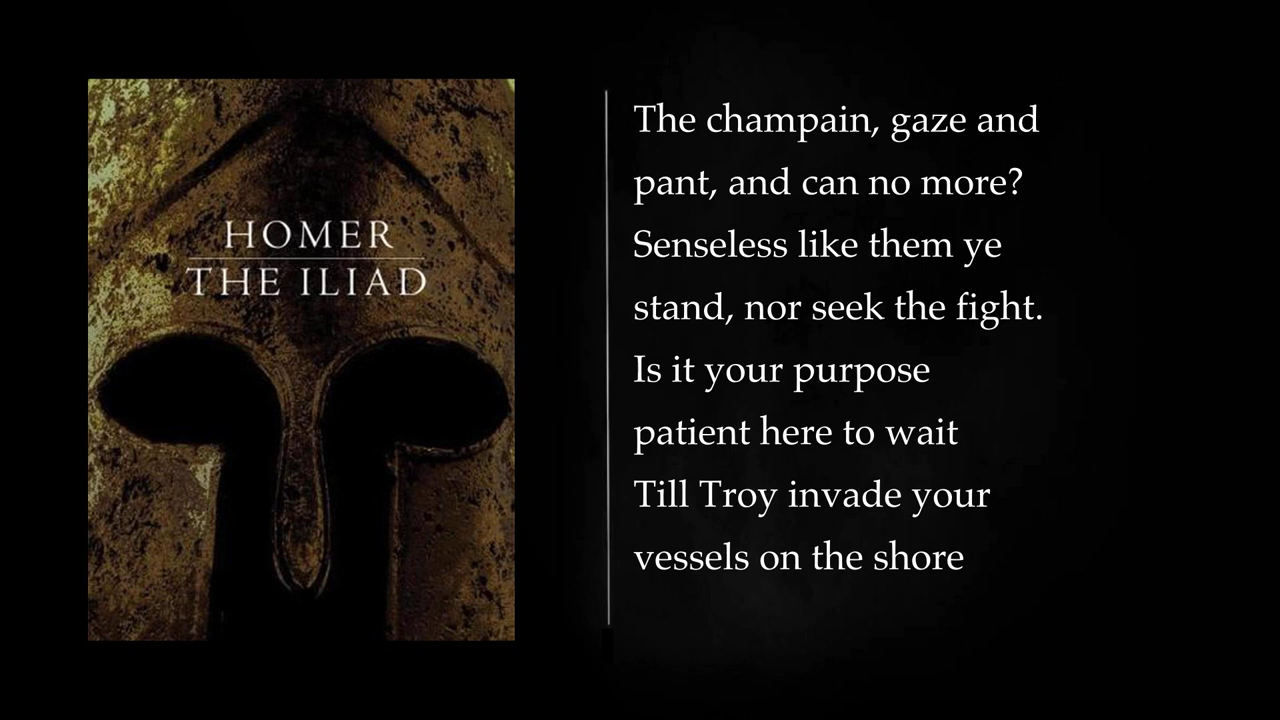 HOMER
THE ILIAD
The champain, gaze and
pant, and can no more?
Senseless like them ye
stand, nor seek the fight.
Is it your purpose
patient here to wait
Till Troy invade your
vessels on the shore